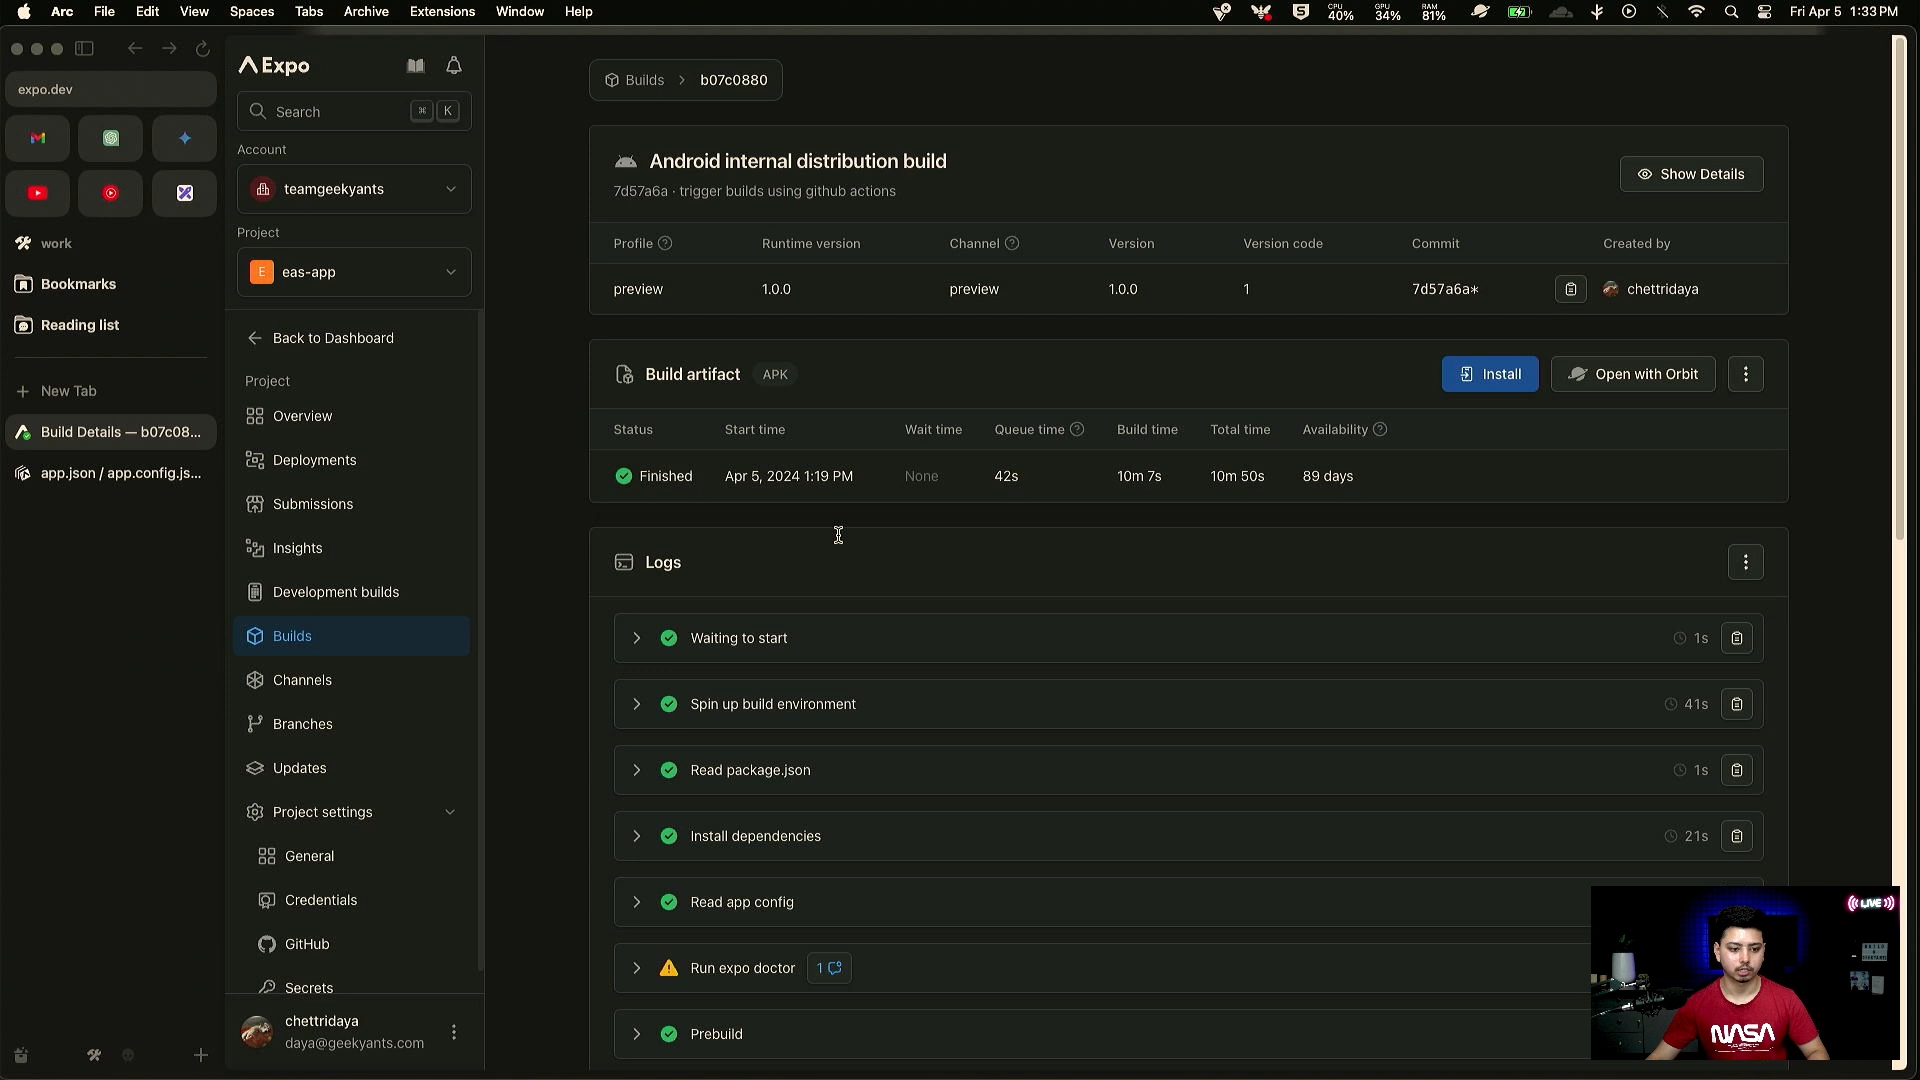 Arc File Edit View Spaces Tabs Archive Extensions Window Help
CPU 40% GPU 34% RAM 81% Fri Apr 5 1:33 PM
expo.dev
work
Bookmarks
Reading list
New Tab
Build Details — b07c08...
app.json / app.config.js...
Expo
Search ⌘ K
Account
teamgeekyants
Project
E eas-app
Back to Dashboard
Project
Overview
Deployments
Submissions
Insights
Development builds
Builds
Channels
Branches
Updates
Project settings
General
Credentials
GitHub
Secrets
chettridaya
daya@geekyants.com
Builds > b07c0880
Android internal distribution build
7d57a6a · trigger builds using github actions
Show Details
Profile Runtime version Channel Version Version code Commit Created by
preview 1.0.0 preview 1.0.0 1 7d57a6a* chettridaya
Build artifact APK Install Open with Orbit
Status Start time Wait time Queue time Build time Total time Availability
Finished Apr 5, 2024 1:19 PM None 42s 10m 7s 10m 50s 89 days
Logs
Waiting to start 1s
Spin up build environment 41s
Read package.json 1s
Install dependencies 21s
Read app config
Run expo doctor 1
Prebuild
LIVE
NASA